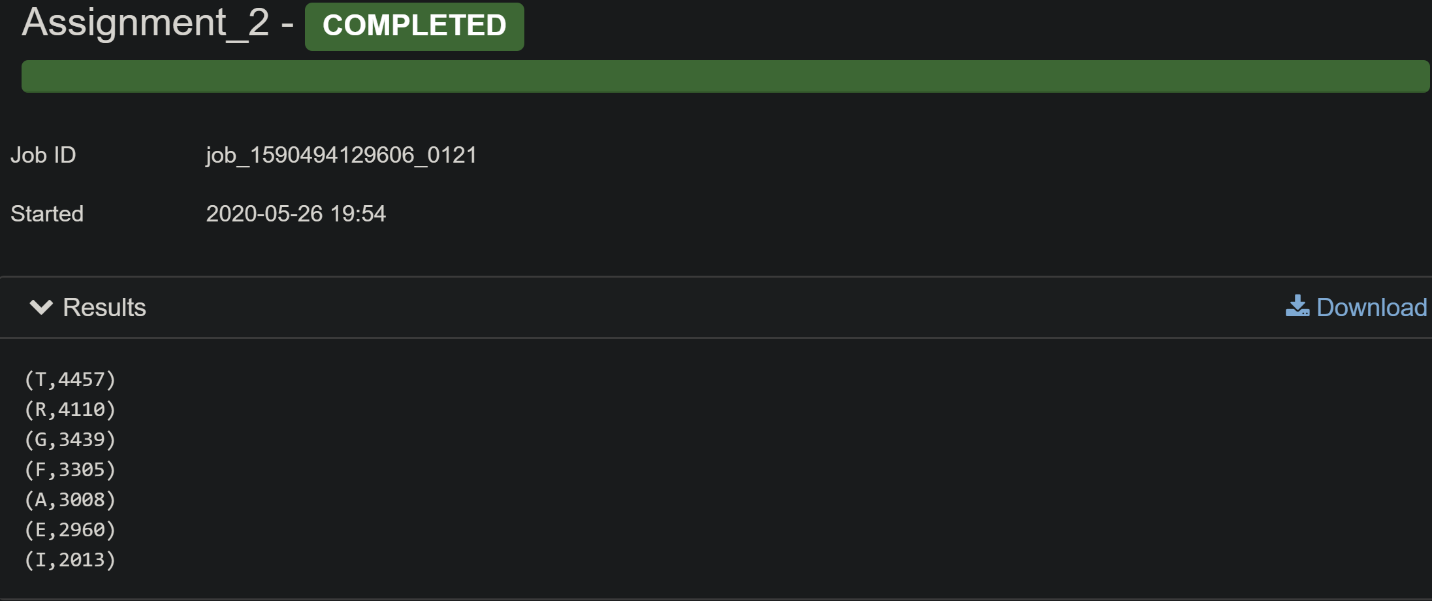 Assignment_2 - COMPLETED
Job ID job_1590494129606_0121
Started 2020-05-26 19:54
Results Download
(T,4457)
(R,4110)
(G,3439)
(F,3305)
(A,3008)
(E,2960)
(I,2013)